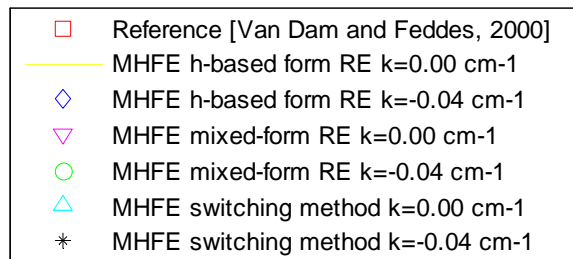 Reference [Van Dam and Feddes, 2000]
MHFE h-based form RE k=0.00 cm-1
MHFE h-based form RE k=-0.04 cm-1
MHFE mixed-form RE k=0.00 cm-1
MHFE mixed-form RE k=-0.04 cm-1
MHFE switching method k=0.00 cm-1
MHFE switching method k=-0.04 cm-1